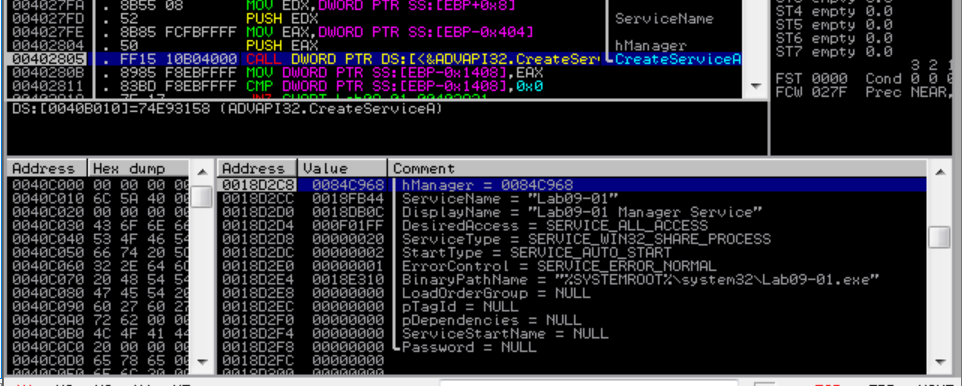 004027FA . 8B55 08 MOV EDX,DWORD PTR SS:[EBP+0x8]
004027FD . 52 PUSH EDX ServiceName
004027FE . 8B85 FCFBFFFF MOV EAX,DWORD PTR SS:[EBP-0x404]
00402804 . 50 PUSH EAX hManager
00402805 . FF15 10B04000 CALL DWORD PTR DS:[<&ADVAPI32.CreateServ CreateServiceA
0040280B . 8985 F8EBFFFF MOV DWORD PTR SS:[EBP-0x1408],EAX
00402811 . 83BD F8EBFFFF CMP DWORD PTR SS:[EBP-0x1408],0x0
ST4 empty 0.0
ST5 empty 0.0
ST6 empty 0.0
ST7 empty 0.0
3 2 1
FST 0000 Cond 0 0 0
FCW 027F Prec NEAR,
DS:[0040B010]=74E93158 (ADVAPI32.CreateServiceA)
Address Hex dump
0040C000 00 00 00 00
0040C010 6C 5A 40 00
0040C020 00 00 00 00
0040C030 43 6F 6E 66
0040C040 53 4F 46 54
0040C050 66 74 20 50
0040C060 32 2E 64 6C
0040C070 20 48 54 54
0040C080 47 45 54 20
0040C090 60 27 60 27
0040C0A0 72 62 00 00
0040C0B0 4C 4F 41 44
0040C0C0 20 00 00 00
0040C0D0 65 78 65 00
Address Value Comment
0018D2C8 0084C968 hManager = 0084C968
0018D2CC 0018FB44 ServiceName = "Lab09-01"
0018D2D0 0018DB0C DisplayName = "Lab09-01 Manager Service"
0018D2D4 000F01FF DesiredAccess = SERVICE_ALL_ACCESS
0018D2D8 00000020 ServiceType = SERVICE_WIN32_SHARE_PROCESS
0018D2DC 00000002 StartType = SERVICE_AUTO_START
0018D2E0 00000001 ErrorControl = SERVICE_ERROR_NORMAL
0018D2E4 0018E310 BinaryPathName = "%SYSTEMROOT%\system32\Lab09-01.exe"
0018D2E8 00000000 LoadOrderGroup = NULL
0018D2EC 00000000 pTagId = NULL
0018D2F0 00000000 pDependencies = NULL
0018D2F4 00000000 ServiceStartName = NULL
0018D2F8 00000000 Password = NULL
0018D2FC 00000000
0018D300 00000000